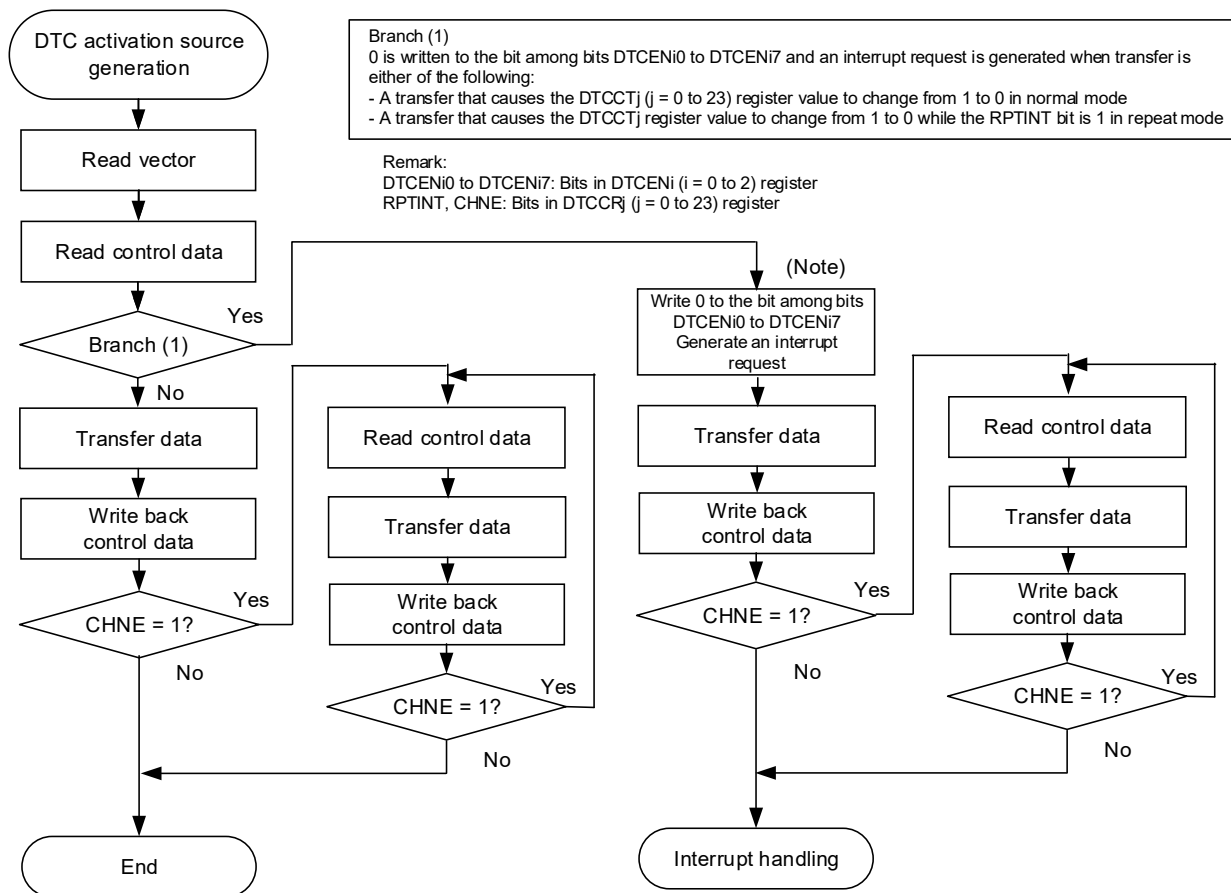 DTC activation source
generation
Branch (1)
0 is written to the bit among bits DTCENi0 to DTCENi7 and an interrupt request is generated when transfer is
either of the following:
- A transfer that causes the DTCCTj (j = 0 to 23) register value to change from 1 to 0 in normal mode
- A transfer that causes the DTCCTj register value to change from 1 to 0 while the RPTINT bit is 1 in repeat mode
Remark:
DTCENi0 to DTCENi7: Bits in DTCENi (i = 0 to 2) register
RPTINT, CHNE: Bits in DTCCRj (j = 0 to 23) register
Read vector
Read control data
Branch (1)
Yes
No
Transfer data
Write back
control data
CHNE = 1?
Yes
No
Read control data
Transfer data
Write back
control data
CHNE = 1?
Yes
No
End
(Note)
Write 0 to the bit among bits
DTCENi0 to DTCENi7
Generate an interrupt
request
Transfer data
Write back
control data
CHNE = 1?
Yes
No
Read control data
Transfer data
Write back
control data
CHNE = 1?
Yes
No
Interrupt handling